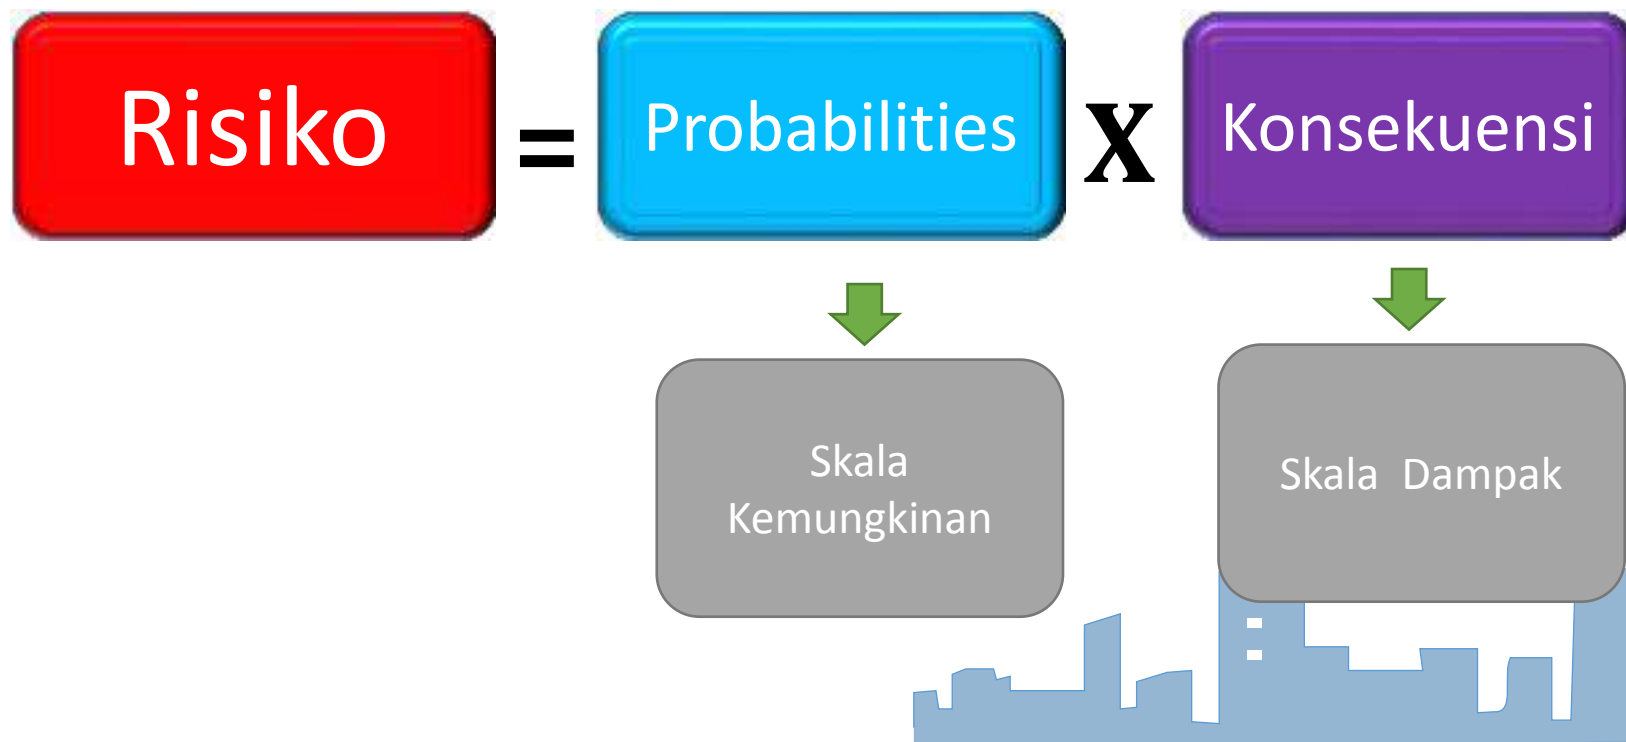 Risiko = Probabilities X Konsekuensi
Skala
Kemungkinan
Skala Dampak